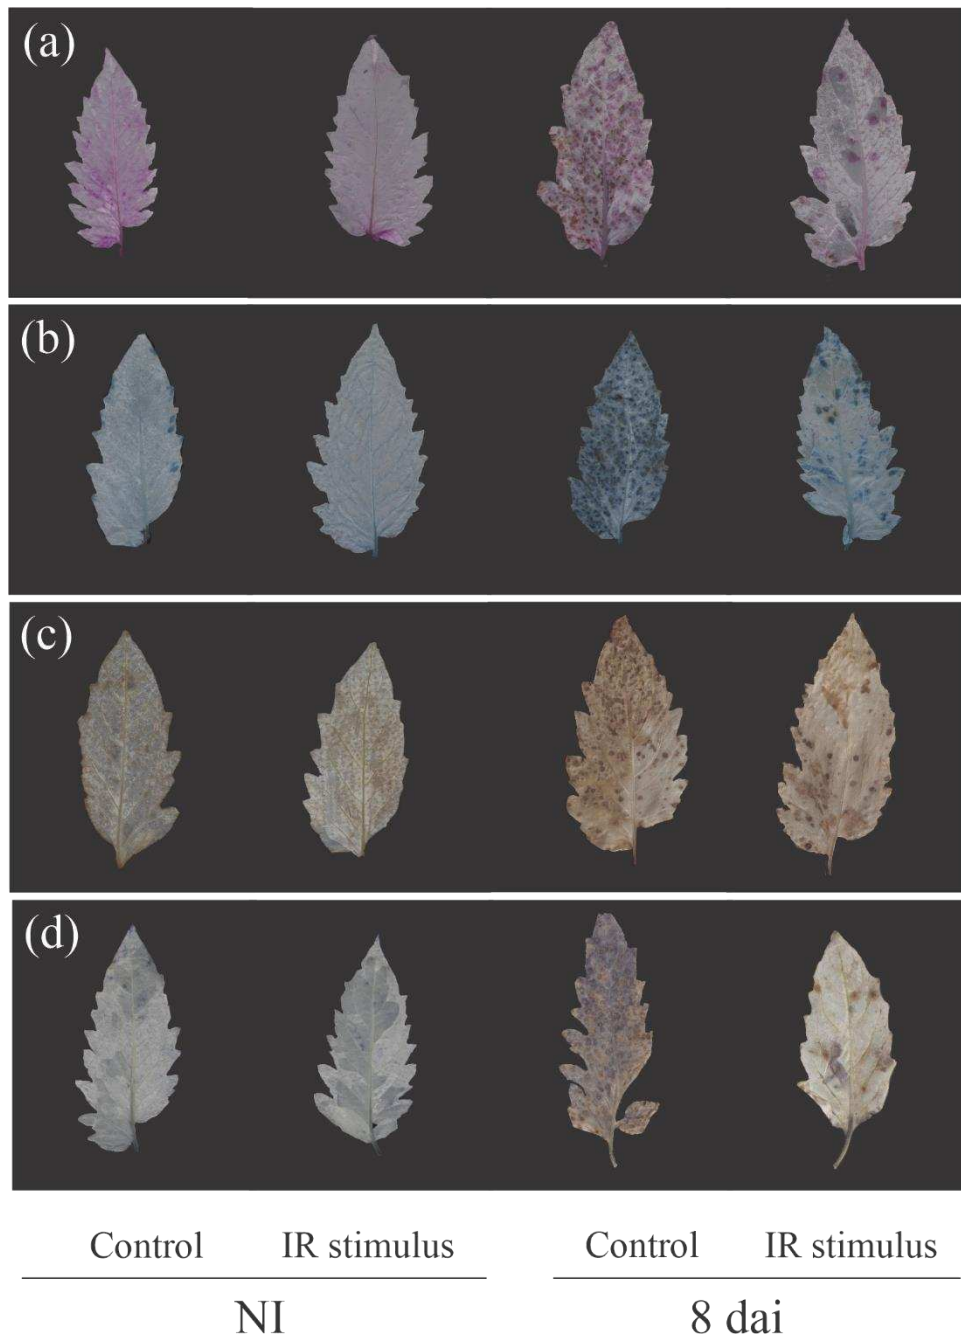 (a)
(b)
(c)
(d)
Control IR stimulus Control IR stimulus
NI 8 dai